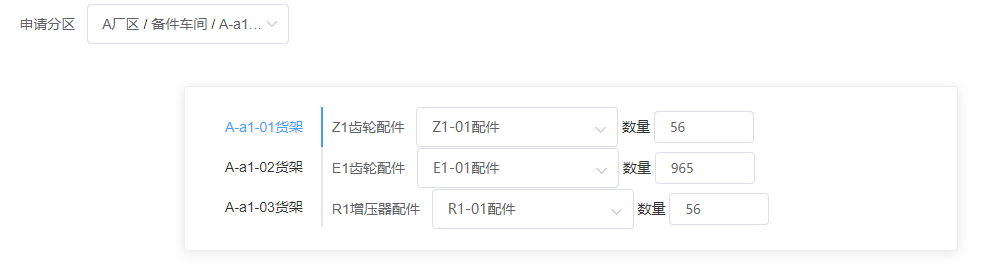 申请分区 A厂区 / 备件车间 / A-a1...
A-a1-01货架 Z1齿轮配件 Z1-01配件 数量 56
A-a1-02货架 E1齿轮配件 E1-01配件 数量 965
A-a1-03货架 R1增压器配件 R1-01配件 数量 56